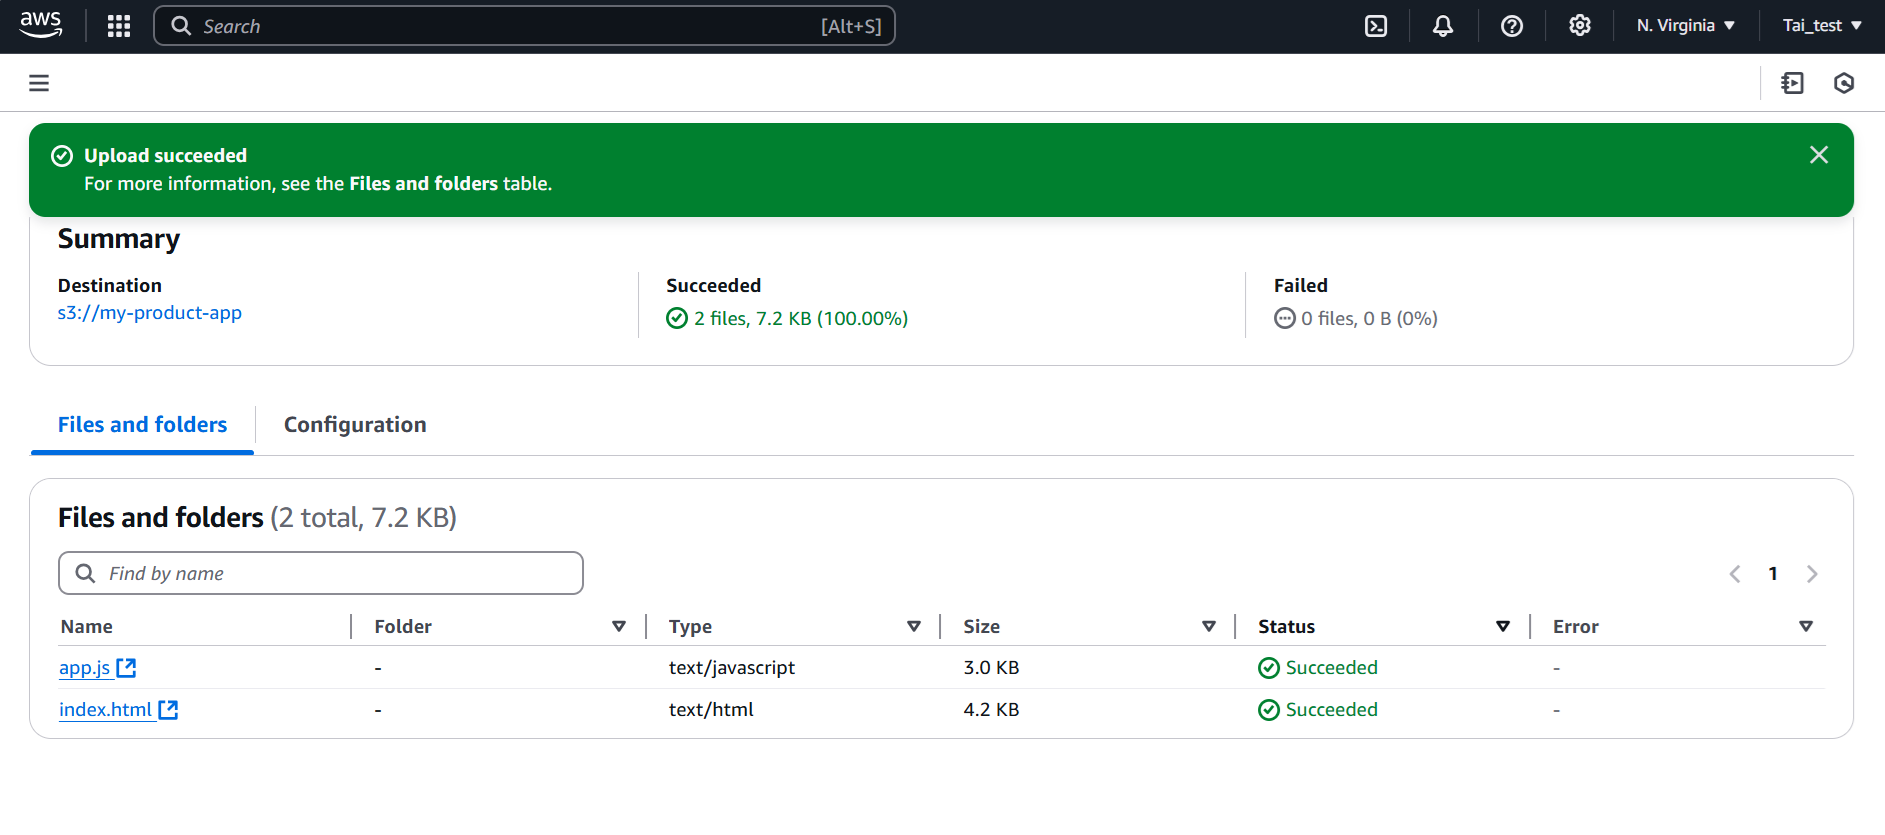 aws
Search [Alt+S]
N. Virginia
Tai_test
Upload succeeded
For more information, see the Files and folders table.
Summary
Destination
s3://my-product-app
Succeeded
2 files, 7.2 KB (100.00%)
Failed
0 files, 0 B (0%)
Files and folders
Configuration
Files and folders (2 total, 7.2 KB)
Find by name
1
Name Folder Type Size Status Error
app.js - text/javascript 3.0 KB Succeeded -
index.html - text/html 4.2 KB Succeeded -